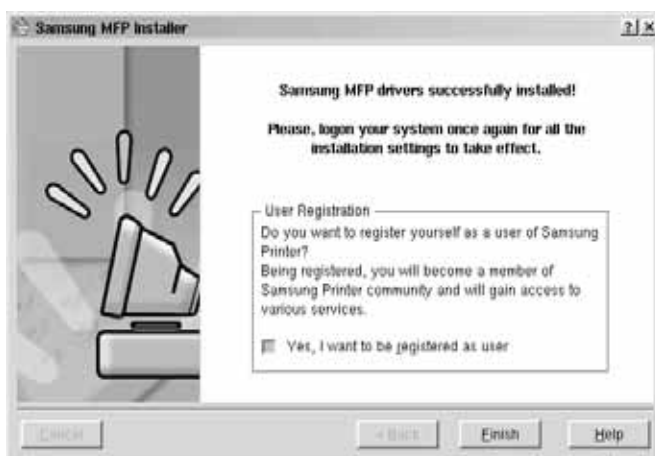 Samsung MFP Installer
Samsung MFP drivers successfully installed!
Please, logon your system once again for all the
installation settings to take effect.
User Registration
Do you want to register yourself as a user of Samsung
Printer?
Being registered, you will become a member of
Samsung Printer community and will gain access to
various services.
Yes, I want to be registered as user
Cancel
< Back
Finish
Help